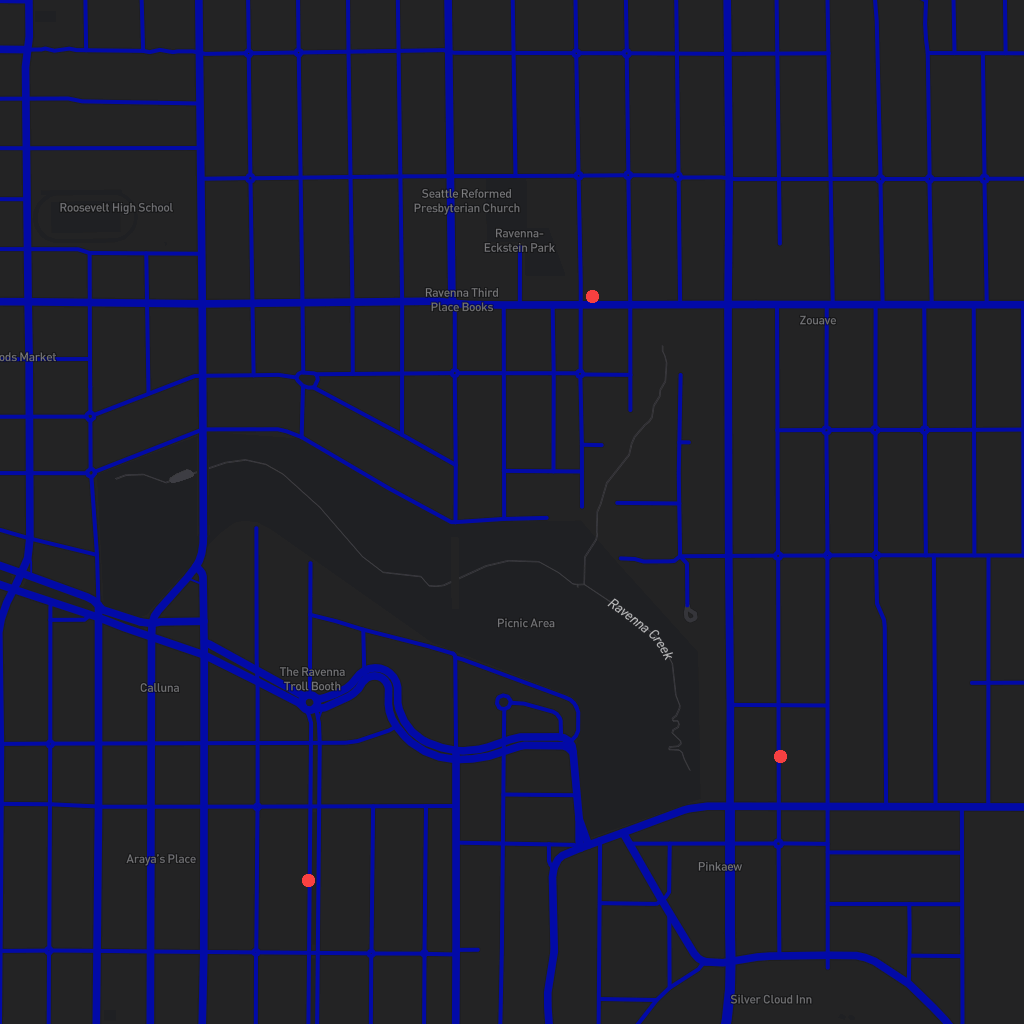 Seattle Reformed
Presbyterian Church
Roosevelt High School
Ravenna-
Eckstein Park
Ravenna Third
Place Books
Zouave
ods Market
Ravenna Creek
Picnic Area
The Ravenna
Troll Booth
Calluna
Araya's Place
Pinkaew
Silver Cloud Inn